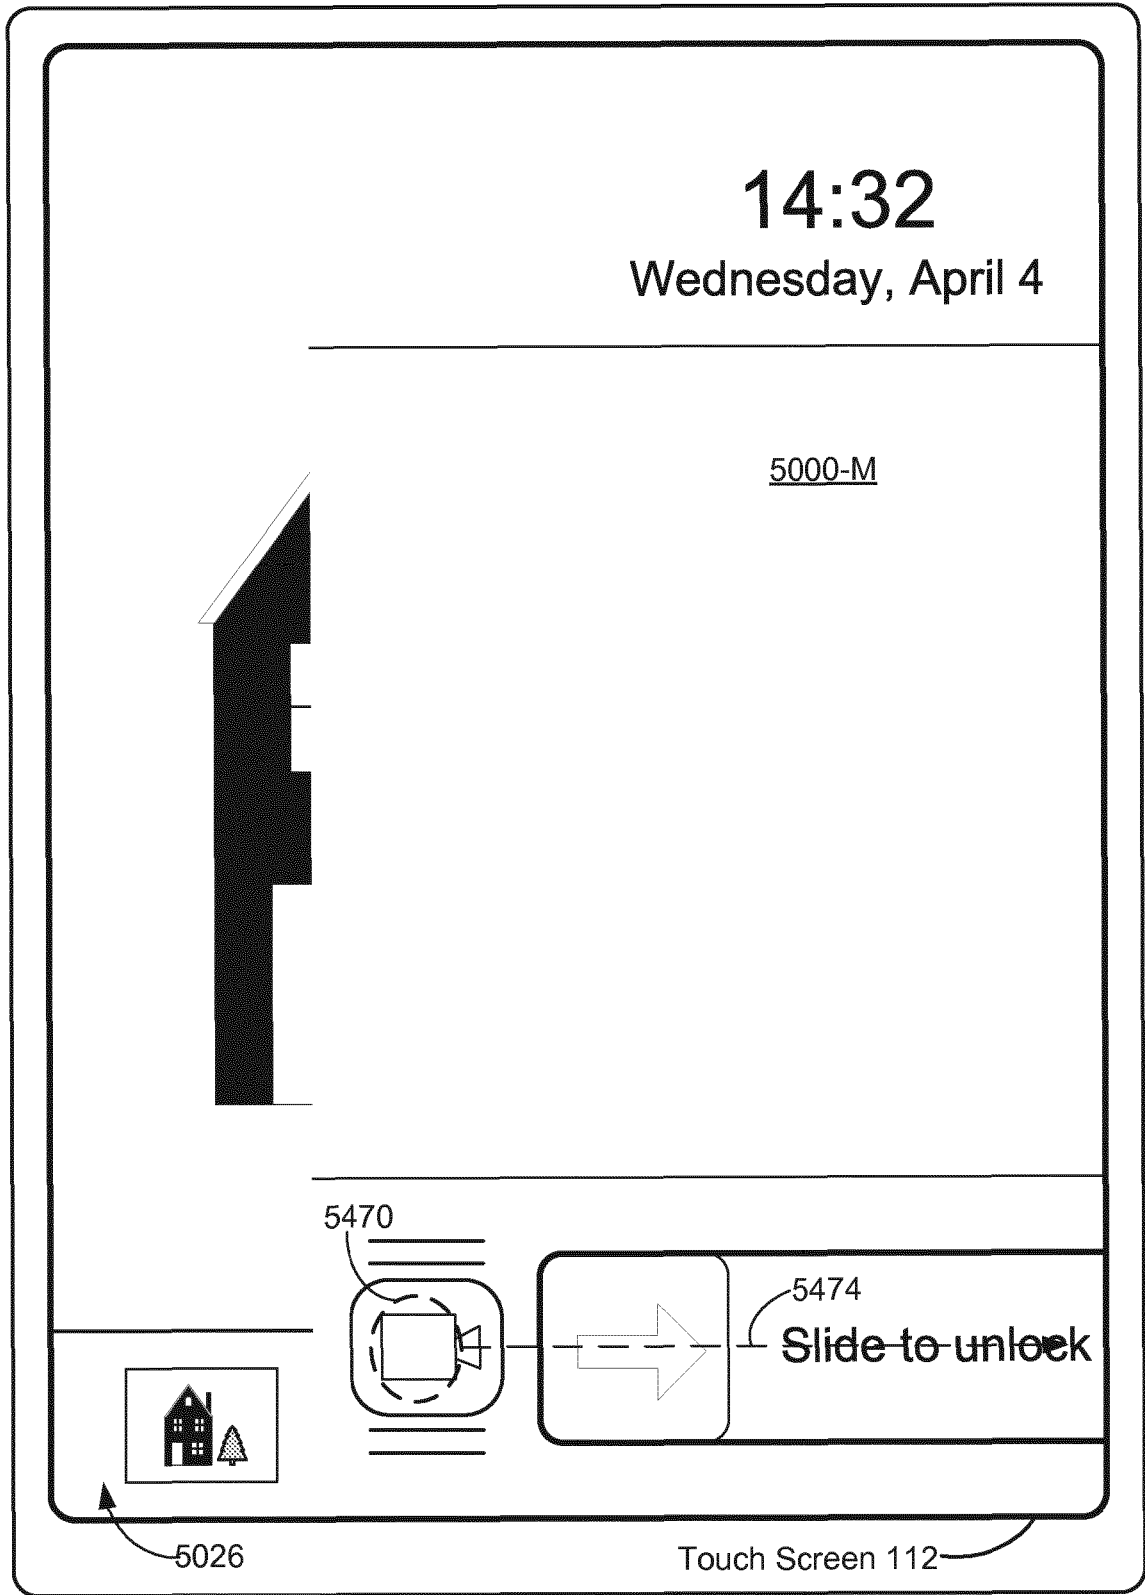 14:32
Wednesday, April 4
5000-M
5470
5474
Slide to unlock
5026
Touch Screen 112